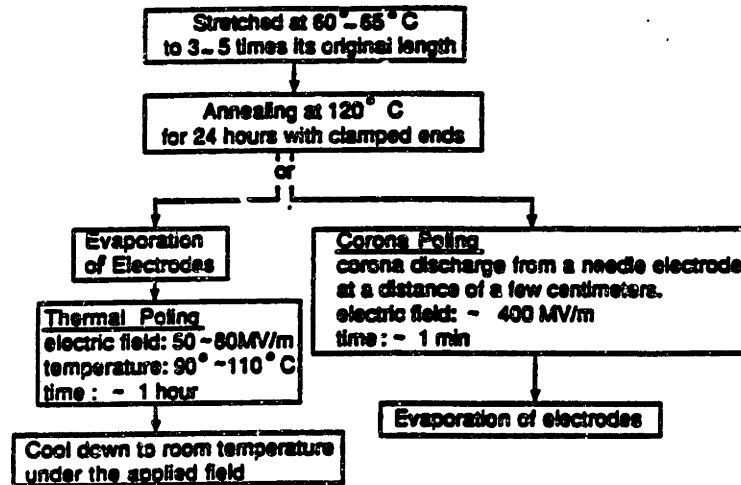 Stretched at 60°~65° C
to 3~5 times its original length
Annealing at 120° C
for 24 hours with clamped ends
or
Evaporation
of Electrodes
Thermal Poling
electric field: 50~80MV/m
temperature: 90°~110° C
time : ~ 1 hour
Cool down to room temperature
under the applied field
Corona Poling
corona discharge from a needle electrode
at a distance of a few centimeters.
electric field: ~ 400 MV/m
time : ~ 1 min
Evaporation of electrodes